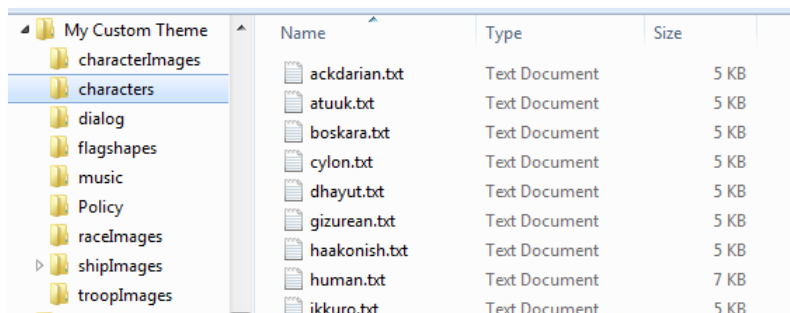 My Custom Theme
characterImages
characters
dialog
flagshapes
music
Policy
raceImages
shipImages
troopImages
Name Type Size
ackdarian.txt Text Document 5 KB
atuuk.txt Text Document 5 KB
boskara.txt Text Document 5 KB
cylon.txt Text Document 5 KB
dhayut.txt Text Document 5 KB
gizurean.txt Text Document 5 KB
haakonish.txt Text Document 5 KB
human.txt Text Document 7 KB
ikkuro.txt Text Document 5 KB